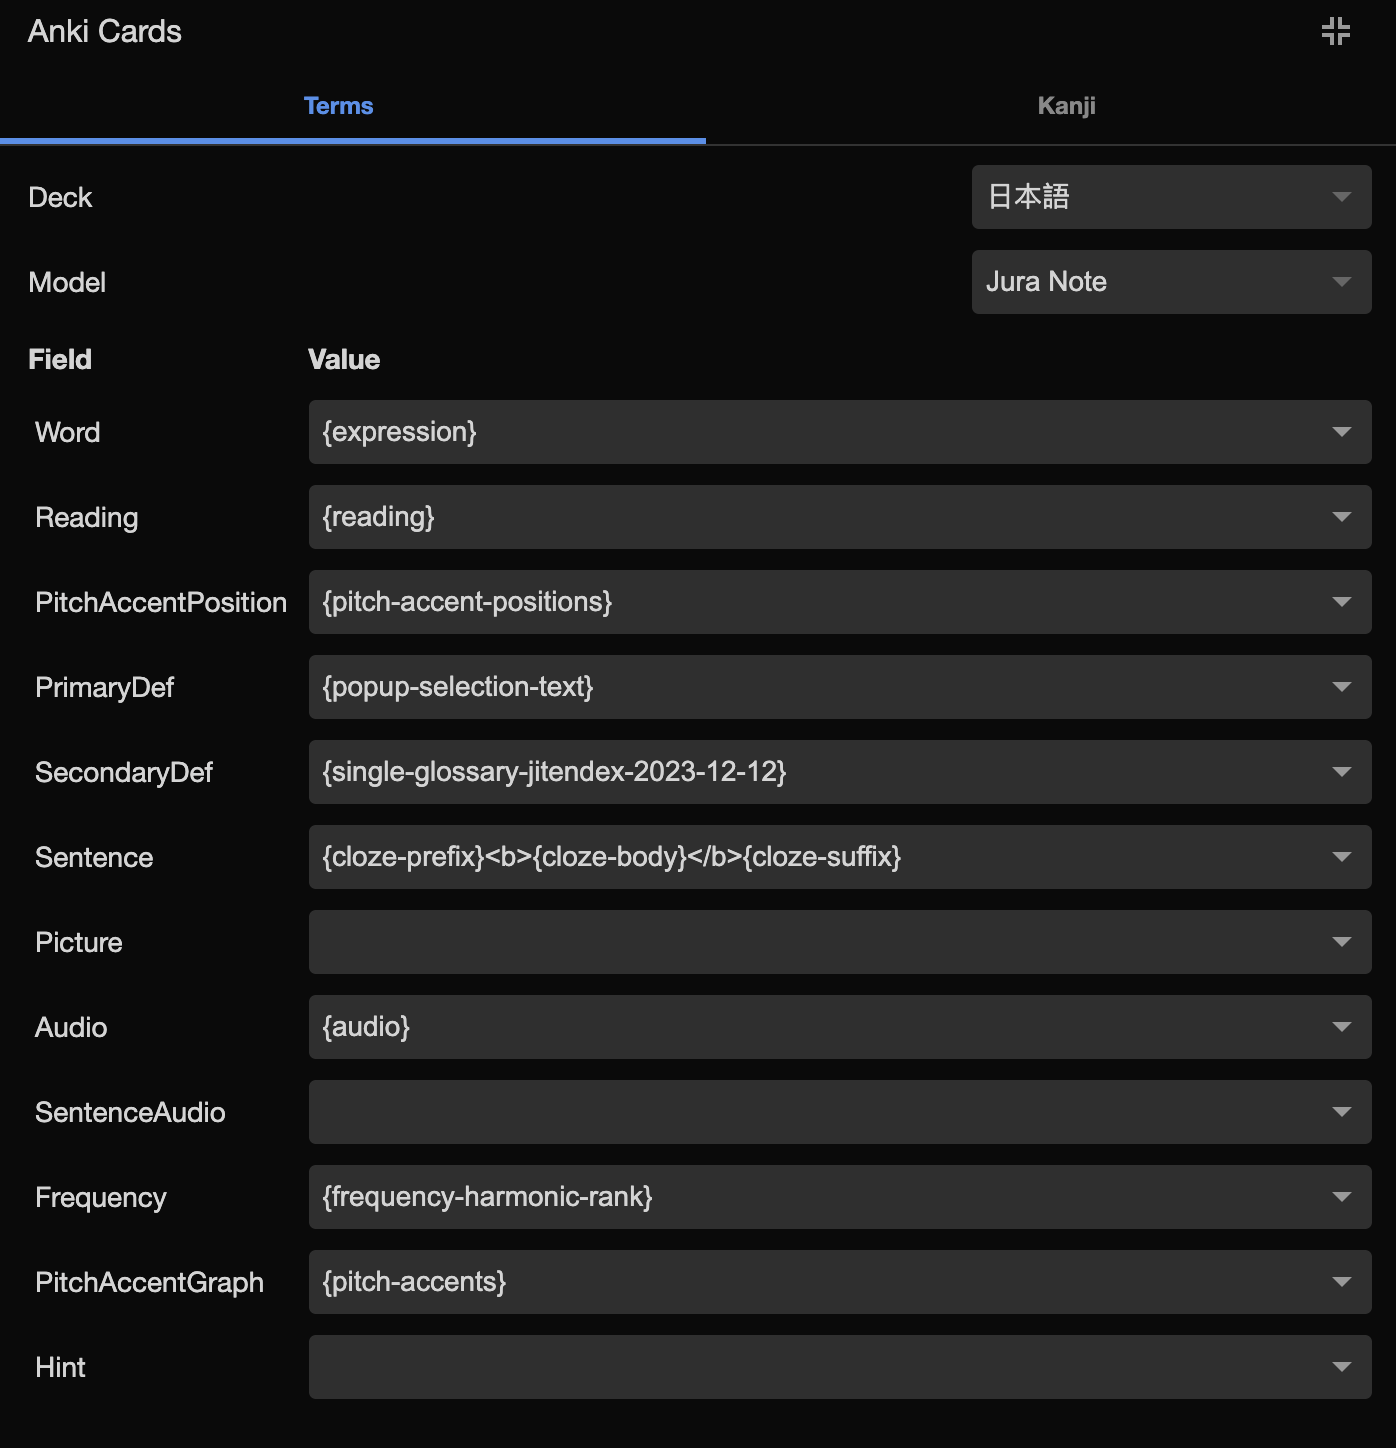 Anki Cards
Terms Kanji
Deck 日本語
Model Jura Note
Field Value
Word {expression}
Reading {reading}
PitchAccentPosition {pitch-accent-positions}
PrimaryDef {popup-selection-text}
SecondaryDef {single-glossary-jitendex-2023-12-12}
Sentence {cloze-prefix}<b>{cloze-body}</b>{cloze-suffix}
Picture
Audio {audio}
SentenceAudio
Frequency {frequency-harmonic-rank}
PitchAccentGraph {pitch-accents}
Hint